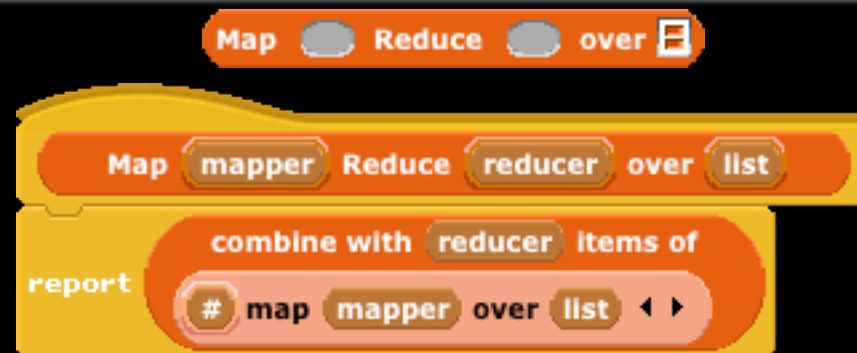 Map Reduce over
Map mapper Reduce reducer over list
combine with reducer items of
report
# map mapper over list